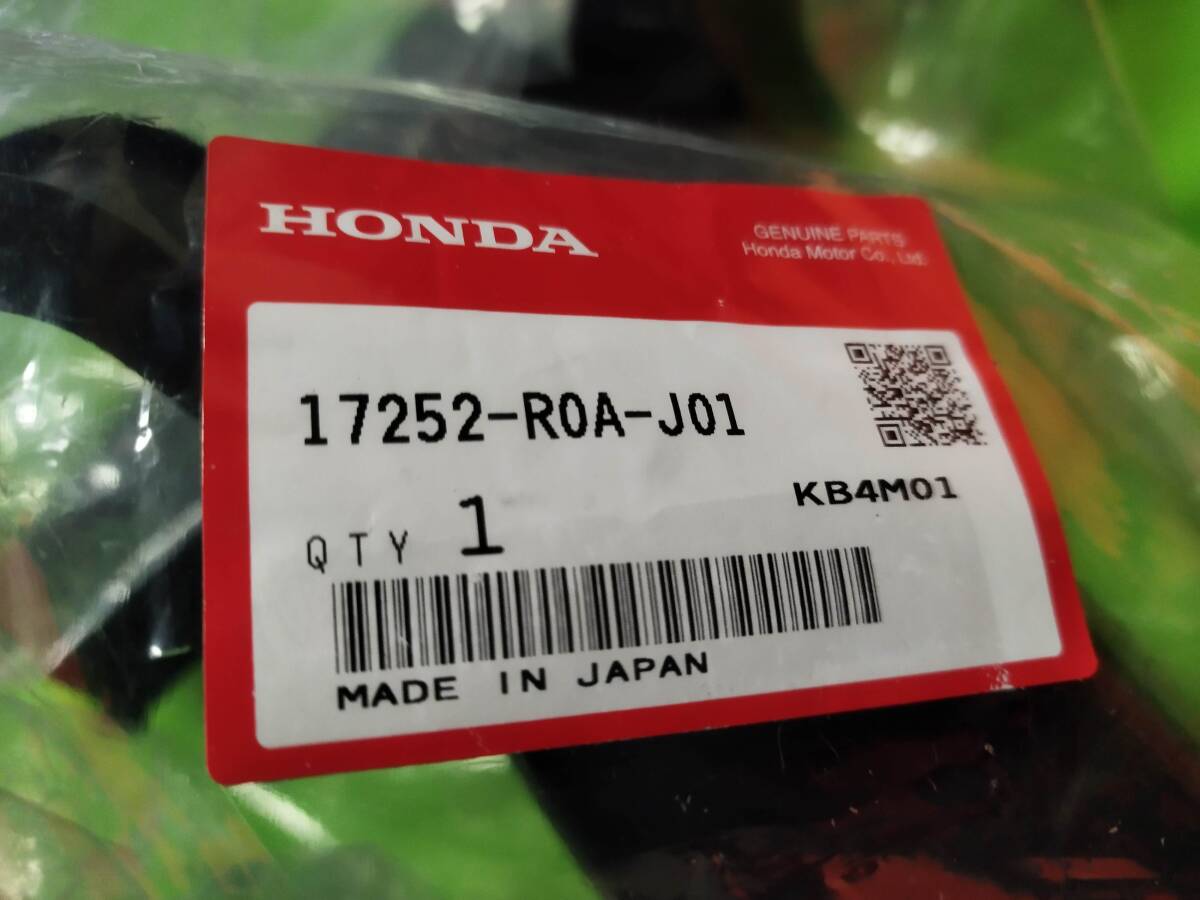 HONDA
GENUINE PARTS
Honda Motor Co., Ltd.
17252-R0A-J01
KB4M01
QTY 1
MADE IN JAPAN